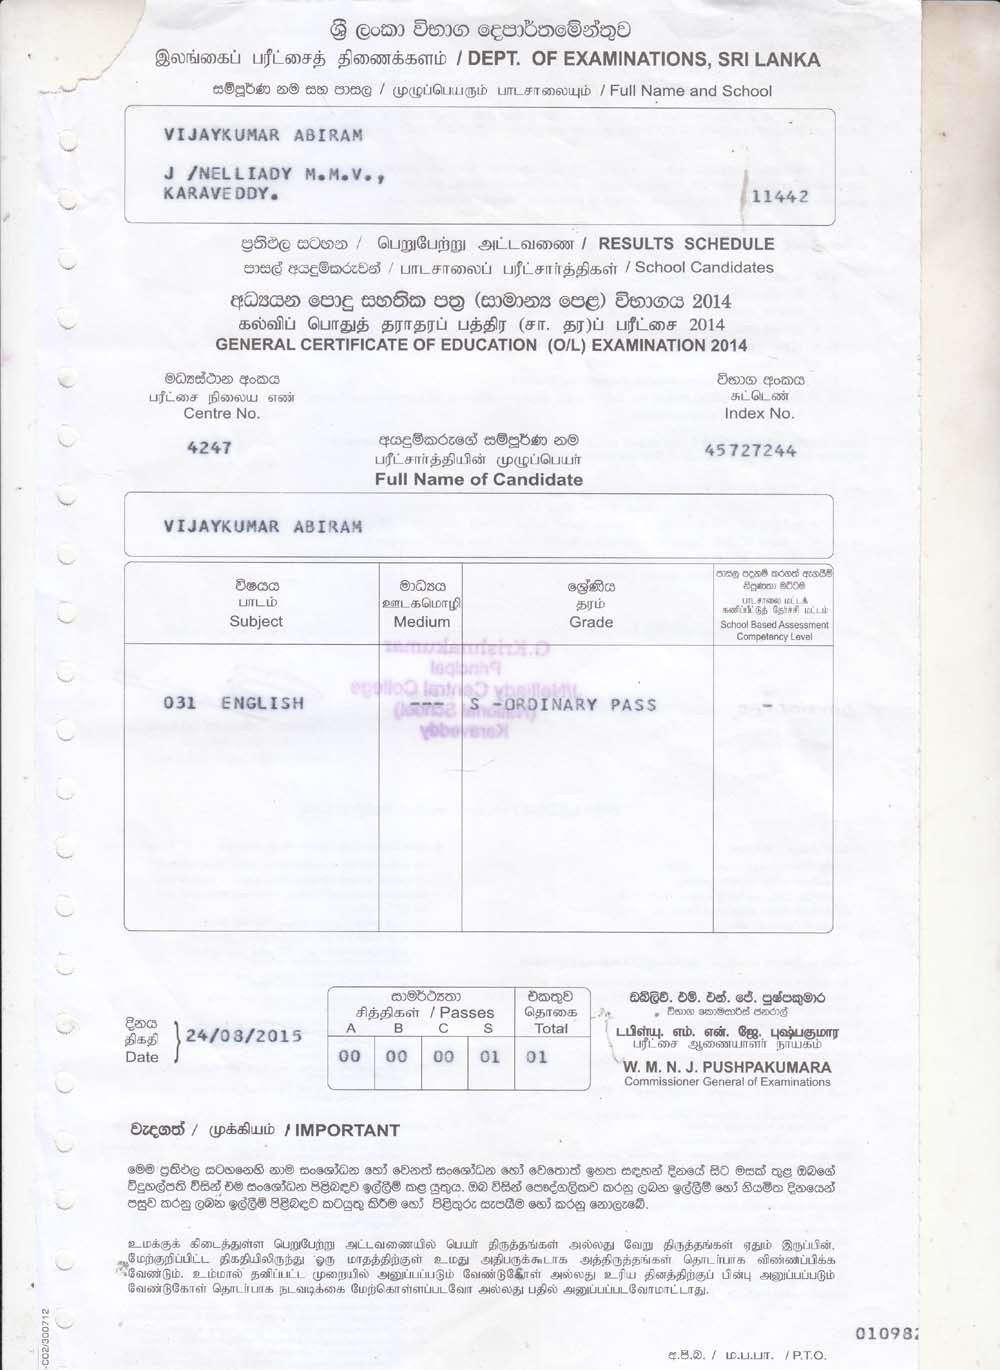 ශ්‍රී ලංකා විභාග දෙපාර්තමේන්තුව
இலங்கைப் பரீட்சைத் திணைக்களம் / DEPT. OF EXAMINATIONS, SRI LANKA
සම්පූර්ණ නම සහ පාසල / முழுப்பெயரும் பாடசாலையும் / Full Name and School
VIJAYKUMAR ABIRAM
J /NELLIADY M.M.V.,
KARAVEDDY.
11442
ප්‍රතිඵල සටහන / பெறுபேற்று அட்டவணை / RESULTS SCHEDULE
පාසල් අයදුම්කරුවන් / பாடசாலைப் பரீட்சார்த்திகள் / School Candidates
අධ්‍යයන පොදු සහතික පත්‍ර (සාමාන්‍ය පෙළ) විභාගය 2014
கல்விப் பொதுத் தராதரப் பத்திர (சா. தர)ப் பரீட்சை 2014
GENERAL CERTIFICATE OF EDUCATION (O/L) EXAMINATION 2014
මධ්‍යස්ථාන අංකය
பரீட்சை நிலைய எண்
Centre No.
විභාග අංකය
சுட்டெண்
Index No.
4247
අයදුම්කරුගේ සම්පූර්ණ නම
பரீட்சார்த்தியின் முழுப்பெயர்
Full Name of Candidate
45727244
VIJAYKUMAR ABIRAM
විෂයය
பாடம்
Subject
මාධ්‍යය
ஊடகமொழி
Medium
ශ්‍රේණිය
தரம்
Grade
පාසල පදනම් කරගත් ඇගයීම්
නිපුණතා මට්ටම
பாடசாலை மட்டக்
கணிப்பீட்டுத் தேர்ச்சி மட்டம்
School Based Assessment
Competency Level
G.Krishnakumar
Principal
J/Nelliady Central College
(National School)
Karaveddy
031 ENGLISH --- S -ORDINARY PASS -
දිනය
திகதி
Date
24/08/2015
සාමර්ථ්‍යතා
சித்திகள் / Passes
A B C S
එකතුව
தொகை
Total
00 00 00 01 01
ඩබ්ලිව්. එම්. එන්. ජේ. පුෂ්පකුමාර
විභාග කොමසාරිස් ජනරාල්
டபிள்யு. எம். என். ஜே. புஷ்பகுமார
பரீட்சை ஆணையாளர் நாயகம்
W. M. N. J. PUSHPAKUMARA
Commissioner General of Examinations
වැදගත් / முக்கியம் / IMPORTANT
මෙම ප්‍රතිඵල සටහනෙහි නාම සංශෝධන හෝ වෙනත් සංශෝධන හෝ වෙතොත් ඉහත සඳහන් දිනයේ සිට මසක් තුළ ඔබගේ
විදුහල්පති විසින් එම සංශෝධන පිළිබඳව ඉල්ලීම් කළ යුතුය. ඔබ විසින් පෞද්ගලිකව කරනු ලබන ඉල්ලීම් හෝ නියමිත දිනයෙන්
පසුව කරනු ලබන ඉල්ලීම් පිළිබඳව කටයුතු කිරීම හෝ පිළිතුරු සැපයීම හෝ කරනු නොලැබේ.
உமக்குக் கிடைத்துள்ள பெறுபேற்று அட்டவணையில் பெயர் திருத்தங்கள் அல்லது வேறு திருத்தங்கள் ஏதும் இருப்பின்,
மேற்குறிப்பிட்ட திகதியிலிருந்து ஒரு மாதத்திற்குள் உமது அதிபருக்கூடாக அத்திருத்தங்கள் தொடர்பாக விண்ணப்பிக்க
வேண்டும். உம்மால் தனிப்பட்ட முறையில் அனுப்பப்படும் வேண்டுகோள் அல்லது உரிய தினத்திற்குப் பின்பு அனுப்பப்படும்
வேண்டுகோள் தொடர்பாக நடவடிக்கை மேற்கொள்ளப்படவோ அல்லது பதில் அனுப்பப்படவோமாட்டாது.
-CO2/300712
010982
අ.පි.බ. / ம.ப.பா. / P.T.O.